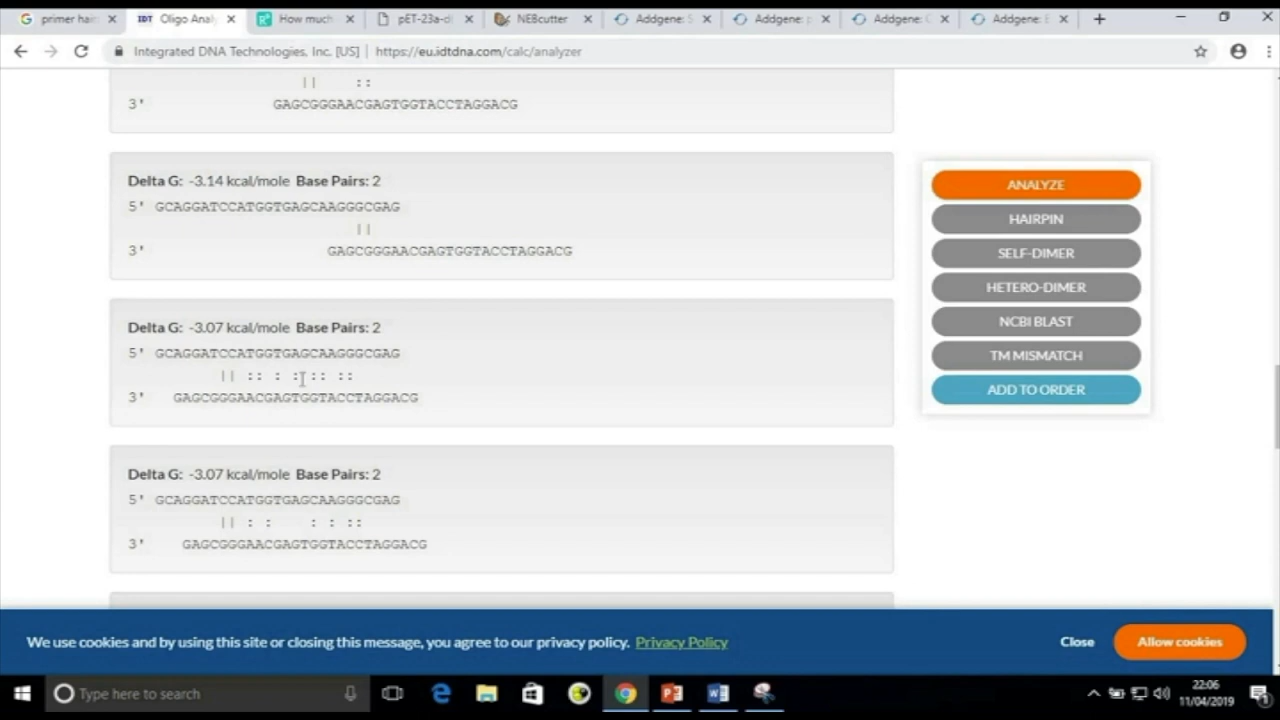 primer hair
IDT Oligo Anal
How much
pET-23a-d
NEBcutter
Addgene: S
Addgene: p
Addgene: C
Addgene: E
Integrated DNA Technologies, Inc. [US] | https://eu.idtdna.com/calc/analyzer
|| ::
3' GAGCGGGAACGAGTGGTACCTAGGACG
Delta G: -3.14 kcal/mole Base Pairs: 2
5' GCAGGATCCATGGTGAGCAAGGGCGAG
||
3' GAGCGGGAACGAGTGGTACCTAGGACG
Delta G: -3.07 kcal/mole Base Pairs: 2
5' GCAGGATCCATGGTGAGCAAGGGCGAG
|| :: : :::: ::
3' GAGCGGGAACGAGTGGTACCTAGGACG
Delta G: -3.07 kcal/mole Base Pairs: 2
5' GCAGGATCCATGGTGAGCAAGGGCGAG
|| : : : : ::
3' GAGCGGGAACGAGTGGTACCTAGGACG
ANALYZE
HAIRPIN
SELF-DIMER
HETERO-DIMER
NCBI BLAST
TM MISMATCH
ADD TO ORDER
We use cookies and by using this site or closing this message, you agree to our privacy policy. Privacy Policy
Close
Allow cookies
Type here to search
22:06
11/04/2019